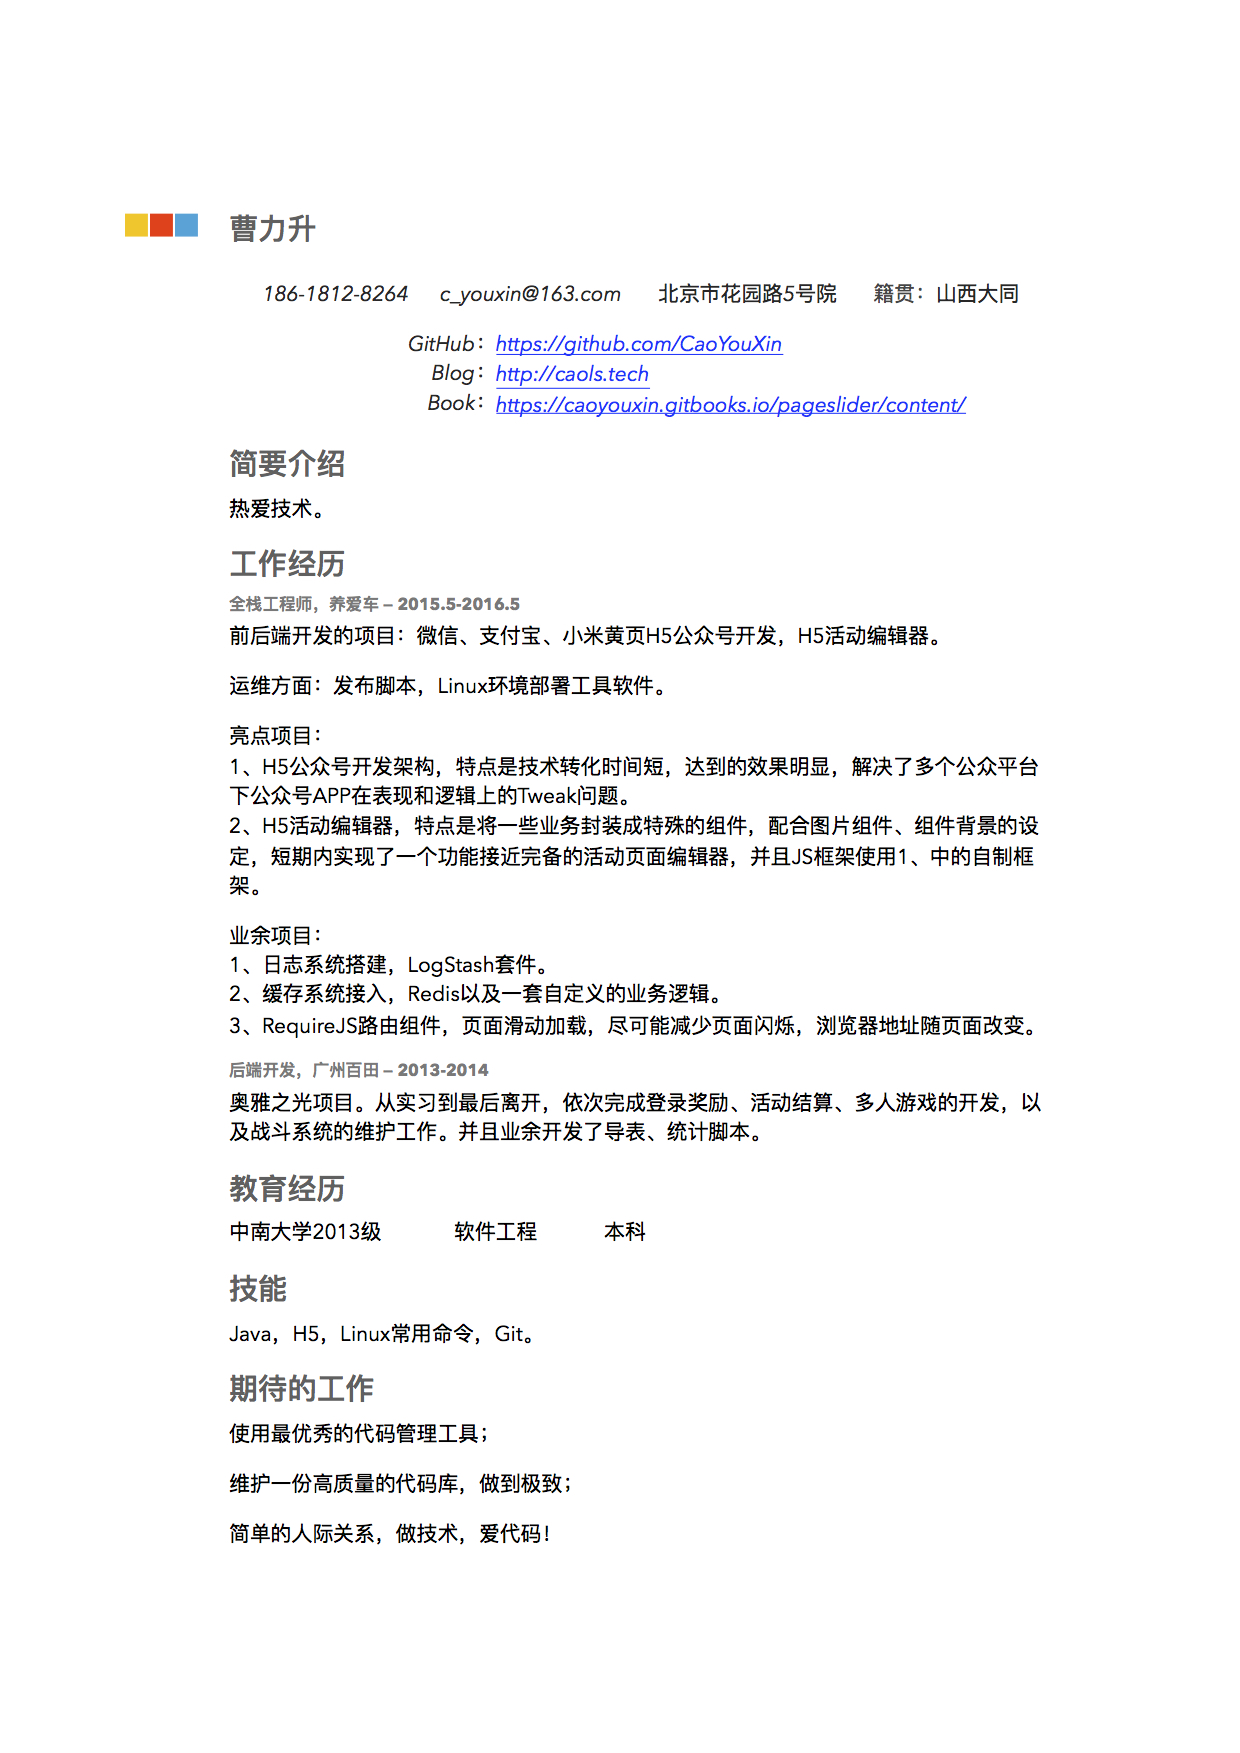 曹力升
186-1812-8264 c_youxin@163.com 北京市花园路5号院 籍贯：山西大同
GitHub：https://github.com/CaoYouXin
Blog：http://caols.tech
Book：https://caoyouxin.gitbooks.io/pageslider/content/
简要介绍
热爱技术。
工作经历
全栈工程师，养爱车 – 2015.5-2016.5
前后端开发的项目：微信、支付宝、小米黄页H5公众号开发，H5活动编辑器。
运维方面：发布脚本，Linux环境部署工具软件。
亮点项目：
1、H5公众号开发架构，特点是技术转化时间短，达到的效果明显，解决了多个公众平台
下公众号APP在表现和逻辑上的Tweak问题。
2、H5活动编辑器，特点是将一些业务封装成特殊的组件，配合图片组件、组件背景的设
定，短期内实现了一个功能接近完备的活动页面编辑器，并且JS框架使用1、中的自制框
架。
业余项目：
1、日志系统搭建，LogStash套件。
2、缓存系统接入，Redis以及一套自定义的业务逻辑。
3、RequireJS路由组件，页面滑动加载，尽可能减少页面闪烁，浏览器地址随页面改变。
后端开发，广州百田 – 2013-2014
奥雅之光项目。从实习到最后离开，依次完成登录奖励、活动结算、多人游戏的开发，以
及战斗系统的维护工作。并且业余开发了导表、统计脚本。
教育经历
中南大学2013级 软件工程 本科
技能
Java，H5，Linux常用命令，Git。
期待的工作
使用最优秀的代码管理工具；
维护一份高质量的代码库，做到极致；
简单的人际关系，做技术，爱代码！